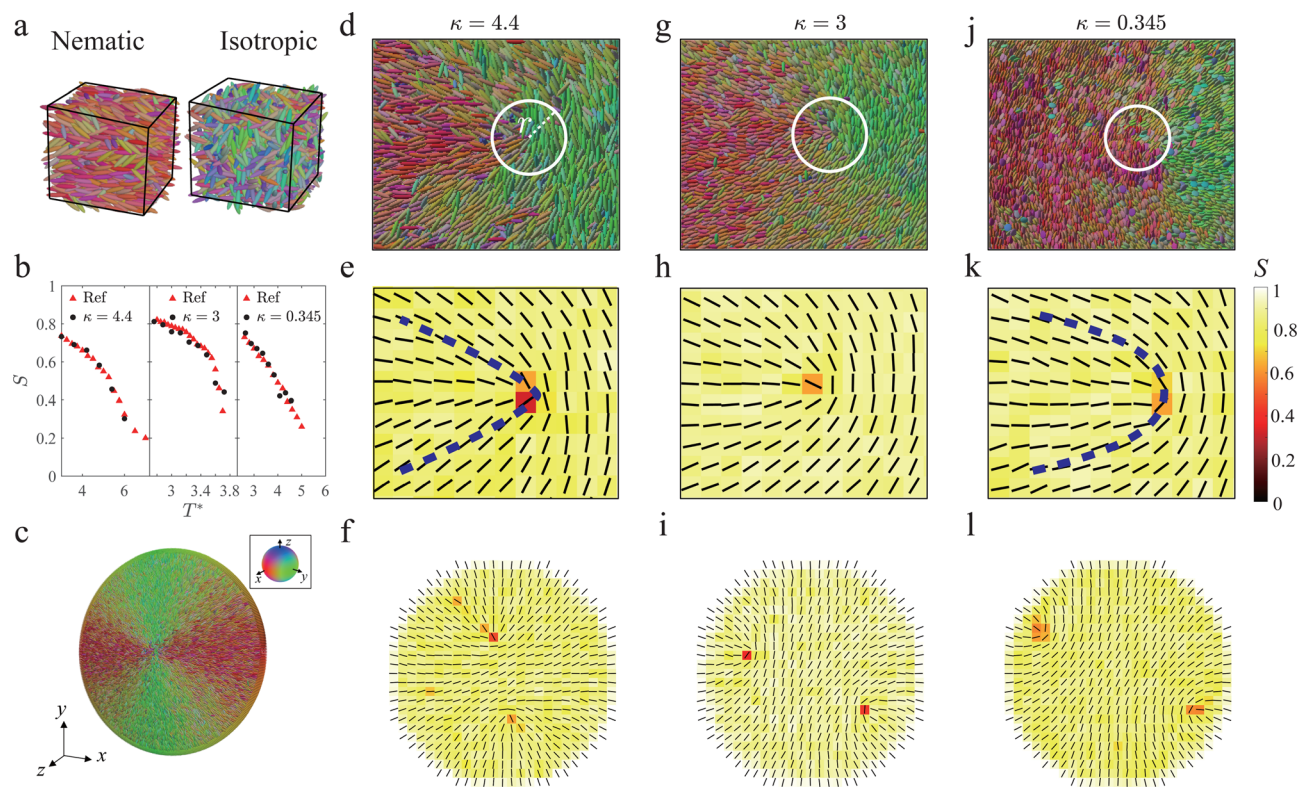 a
Nematic
Isotropic
b
Ref
κ = 4.4
Ref
κ = 3
Ref
κ = 0.345
1
0.8
0.6
0.4
0.2
0
S
4
6
3
3.4
3.8
3
4
5
6
T*
c
z
x
y
y
x
z
d
κ = 4.4
r
e
f
g
κ = 3
h
i
j
κ = 0.345
k
l
S
1
0.8
0.6
0.4
0.2
0